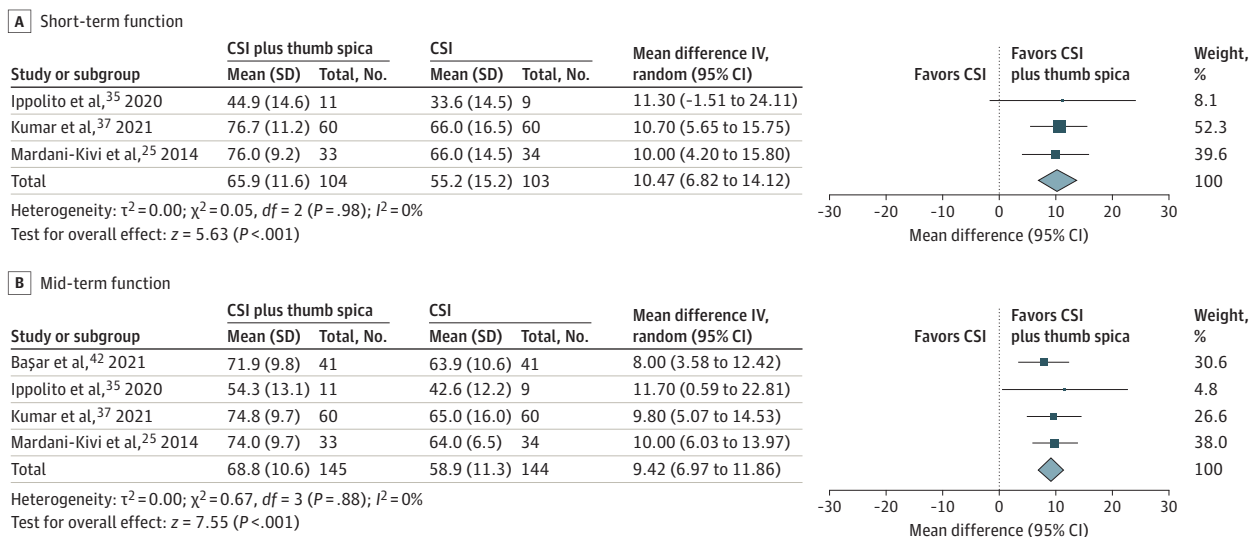 A Short-term function
CSI plus thumb spica CSI Mean difference IV, random (95% CI) Favors CSI Favors CSI plus thumb spica Weight, %
Study or subgroup Mean (SD) Total, No. Mean (SD) Total, No.
Ippolito et al,35 2020 44.9 (14.6) 11 33.6 (14.5) 9 11.30 (-1.51 to 24.11) 8.1
Kumar et al,37 2021 76.7 (11.2) 60 66.0 (16.5) 60 10.70 (5.65 to 15.75) 52.3
Mardani-Kivi et al,25 2014 76.0 (9.2) 33 66.0 (14.5) 34 10.00 (4.20 to 15.80) 39.6
Total 65.9 (11.6) 104 55.2 (15.2) 103 10.47 (6.82 to 14.12) 100
Heterogeneity: τ2 = 0.00; χ2 = 0.05, df = 2 (P = .98); I2 = 0%
Test for overall effect: z = 5.63 (P <.001)
-30 -20 -10 0 10 20 30
Mean difference (95% CI)
B Mid-term function
CSI plus thumb spica CSI Mean difference IV, random (95% CI) Favors CSI Favors CSI plus thumb spica Weight, %
Study or subgroup Mean (SD) Total, No. Mean (SD) Total, No.
Başar et al,42 2021 71.9 (9.8) 41 63.9 (10.6) 41 8.00 (3.58 to 12.42) 30.6
Ippolito et al,35 2020 54.3 (13.1) 11 42.6 (12.2) 9 11.70 (0.59 to 22.81) 4.8
Kumar et al,37 2021 74.8 (9.7) 60 65.0 (16.0) 60 9.80 (5.07 to 14.53) 26.6
Mardani-Kivi et al,25 2014 74.0 (9.7) 33 64.0 (6.5) 34 10.00 (6.03 to 13.97) 38.0
Total 68.8 (10.6) 145 58.9 (11.3) 144 9.42 (6.97 to 11.86) 100
Heterogeneity: τ2 = 0.00; χ2 = 0.67, df = 3 (P = .88); I2 = 0%
Test for overall effect: z = 7.55 (P <.001)
-30 -20 -10 0 10 20 30
Mean difference (95% CI)